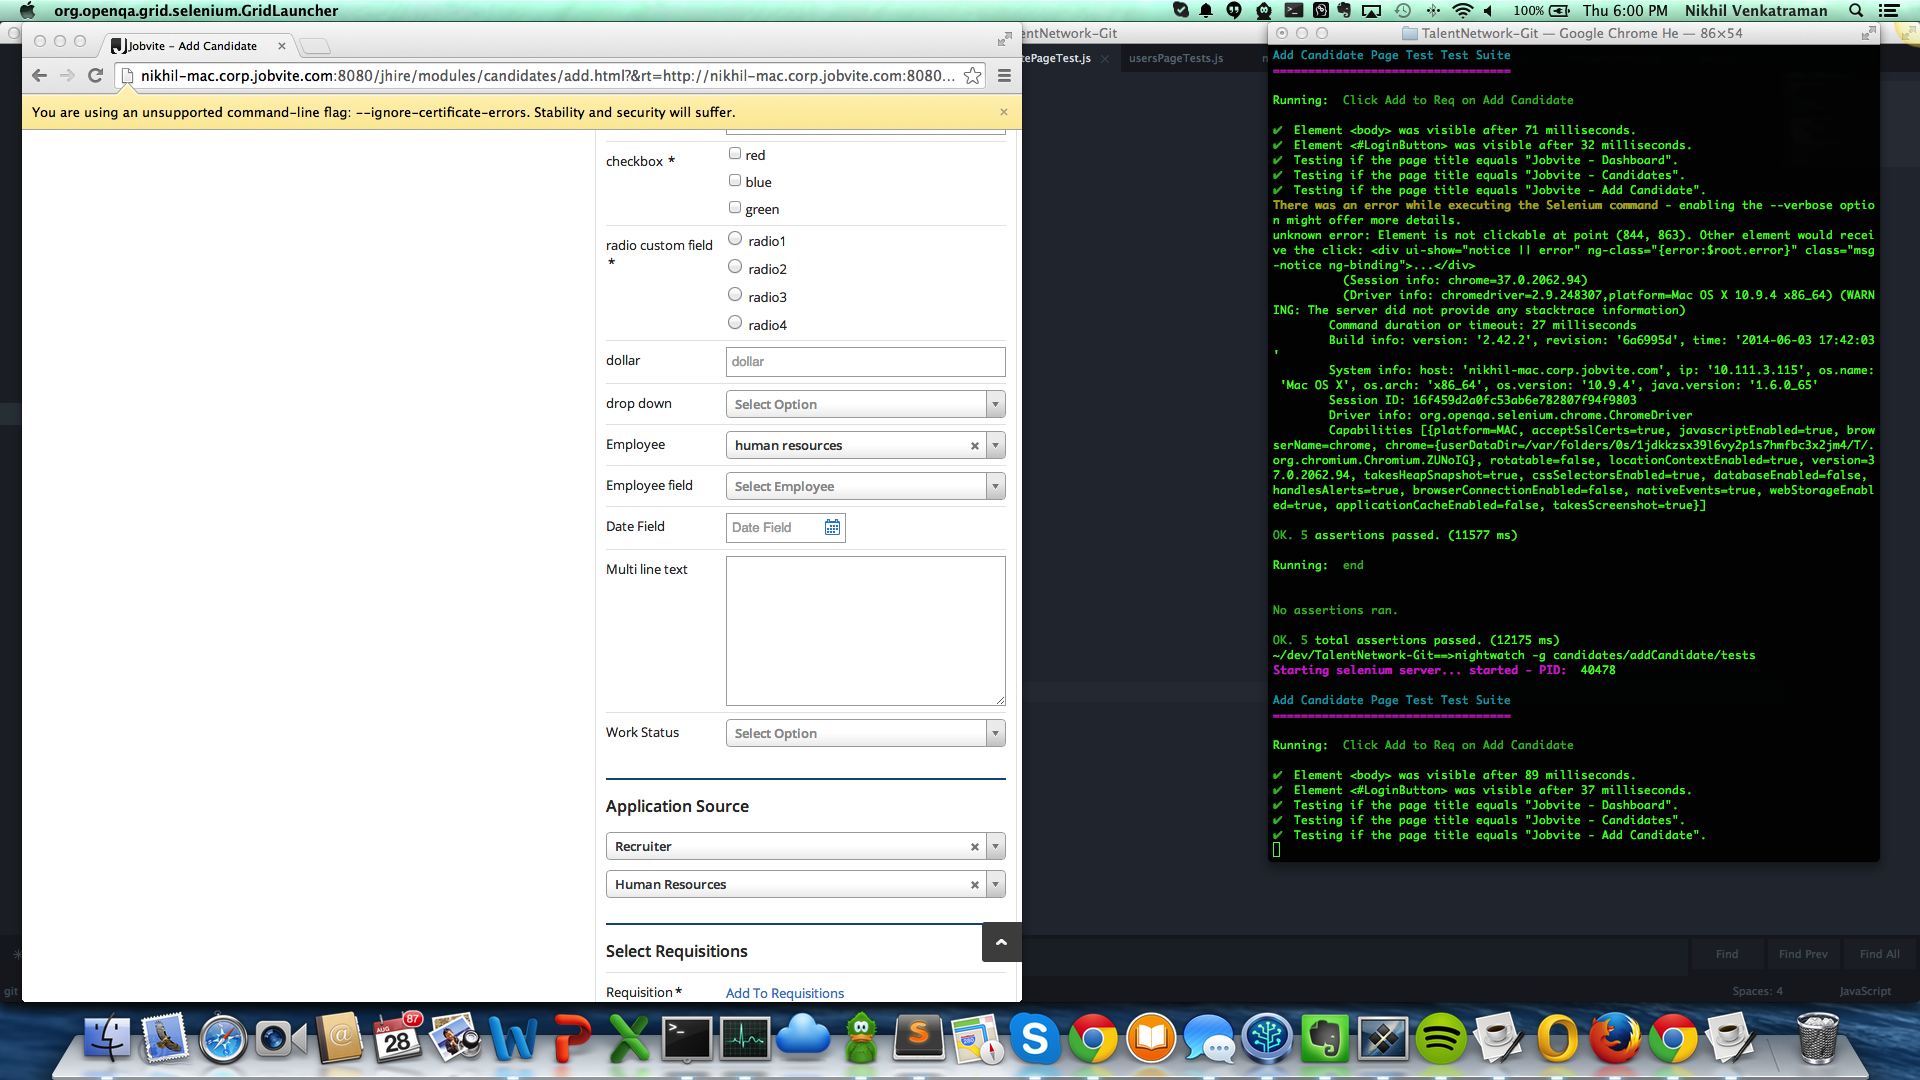 org.openqa.grid.selenium.GridLauncher
100%
Thu 6:00 PM
Nikhil Venkatraman
Jobvite - Add Candidate
nikhil-mac.corp.jobvite.com:8080/jhire/modules/candidates/add.html?&rt=http://nikhil-mac.corp.jobvite.com:8080...
You are using an unsupported command-line flag: --ignore-certificate-errors. Stability and security will suffer.
checkbox *
red
blue
green
radio custom field *
radio1
radio2
radio3
radio4
dollar
dollar
drop down
Select Option
Employee
human resources
Employee field
Select Employee
Date Field
Date Field
Multi line text
Work Status
Select Option
Application Source
Recruiter
Human Resources
Select Requisitions
Requisition *
Add To Requisitions
entNetwork-Git
tePageTest.js
usersPageTests.js
TalentNetwork-Git — Google Chrome He — 86×54
Add Candidate Page Test Test Suite
==================================
Running:  Click Add to Req on Add Candidate
✔ Element <body> was visible after 71 milliseconds.
✔ Element <#LoginButton> was visible after 32 milliseconds.
✔ Testing if the page title equals "Jobvite - Dashboard".
✔ Testing if the page title equals "Jobvite - Candidates".
✔ Testing if the page title equals "Jobvite - Add Candidate".
There was an error while executing the Selenium command - enabling the --verbose optio
n might offer more details.
unknown error: Element is not clickable at point (844, 863). Other element would recei
ve the click: <div ui-show="notice || error" ng-class="{error:$root.error}" class="msg
-notice ng-binding">...</div>
(Session info: chrome=37.0.2062.94)
(Driver info: chromedriver=2.9.248307,platform=Mac OS X 10.9.4 x86_64) (WARN
ING: The server did not provide any stacktrace information)
Command duration or timeout: 27 milliseconds
Build info: version: '2.42.2', revision: '6a6995d', time: '2014-06-03 17:42:03
'
System info: host: 'nikhil-mac.corp.jobvite.com', ip: '10.111.3.115', os.name:
'Mac OS X', os.arch: 'x86_64', os.version: '10.9.4', java.version: '1.6.0_65'
Session ID: 16f459d2a0fc53ab6e782807f94f9803
Driver info: org.openqa.selenium.chrome.ChromeDriver
Capabilities [{platform=MAC, acceptSslCerts=true, javascriptEnabled=true, brow
serName=chrome, chrome={userDataDir=/var/folders/0s/1jdkkzsx39l6vy2p1s7hmfbc3x2jm4/T/.
org.chromium.Chromium.ZUNoIG}, rotatable=false, locationContextEnabled=true, version=3
7.0.2062.94, takesHeapSnapshot=true, cssSelectorsEnabled=true, databaseEnabled=false,
handlesAlerts=true, browserConnectionEnabled=false, nativeEvents=true, webStorageEnabl
ed=true, applicationCacheEnabled=false, takesScreenshot=true}]
OK. 5 assertions passed. (11577 ms)
Running:  end
No assertions ran.
OK. 5 total assertions passed. (12175 ms)
~/dev/TalentNetwork-Git==>nightwatch -g candidates/addCandidate/tests
Starting selenium server... started - PID:  40478
Add Candidate Page Test Test Suite
==================================
Running:  Click Add to Req on Add Candidate
✔ Element <body> was visible after 89 milliseconds.
✔ Element <#LoginButton> was visible after 37 milliseconds.
✔ Testing if the page title equals "Jobvite - Dashboard".
✔ Testing if the page title equals "Jobvite - Candidates".
✔ Testing if the page title equals "Jobvite - Add Candidate".
Find
Find Prev
Find All
git
Spaces: 4
JavaScript
AUG
28
87
280